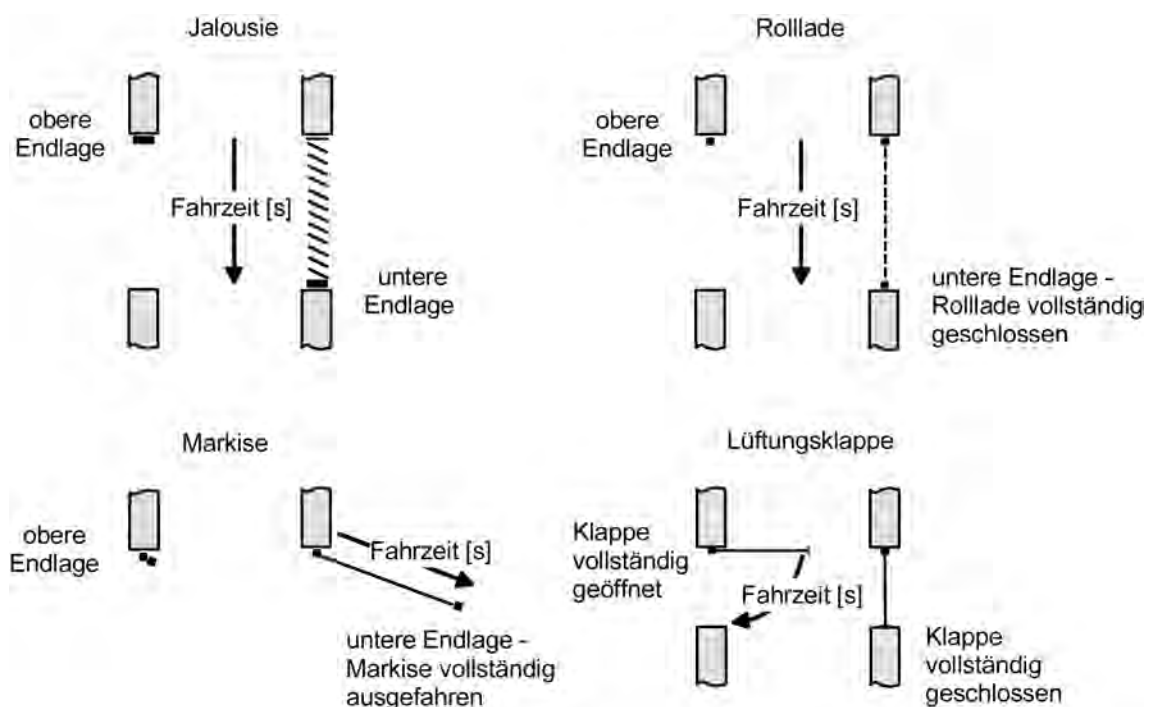 Jalousie
obere
Endlage
Fahrzeit [s]
untere
Endlage
Rolllade
obere
Endlage
Fahrzeit [s]
untere Endlage -
Rolllade vollständig
geschlossen
Markise
obere
Endlage
Fahrzeit [s]
untere Endlage -
Markise vollständig
ausgefahren
Lüftungsklappe
Klappe
vollständig
geöffnet
Fahrzeit [s]
Klappe
vollständig
geschlossen